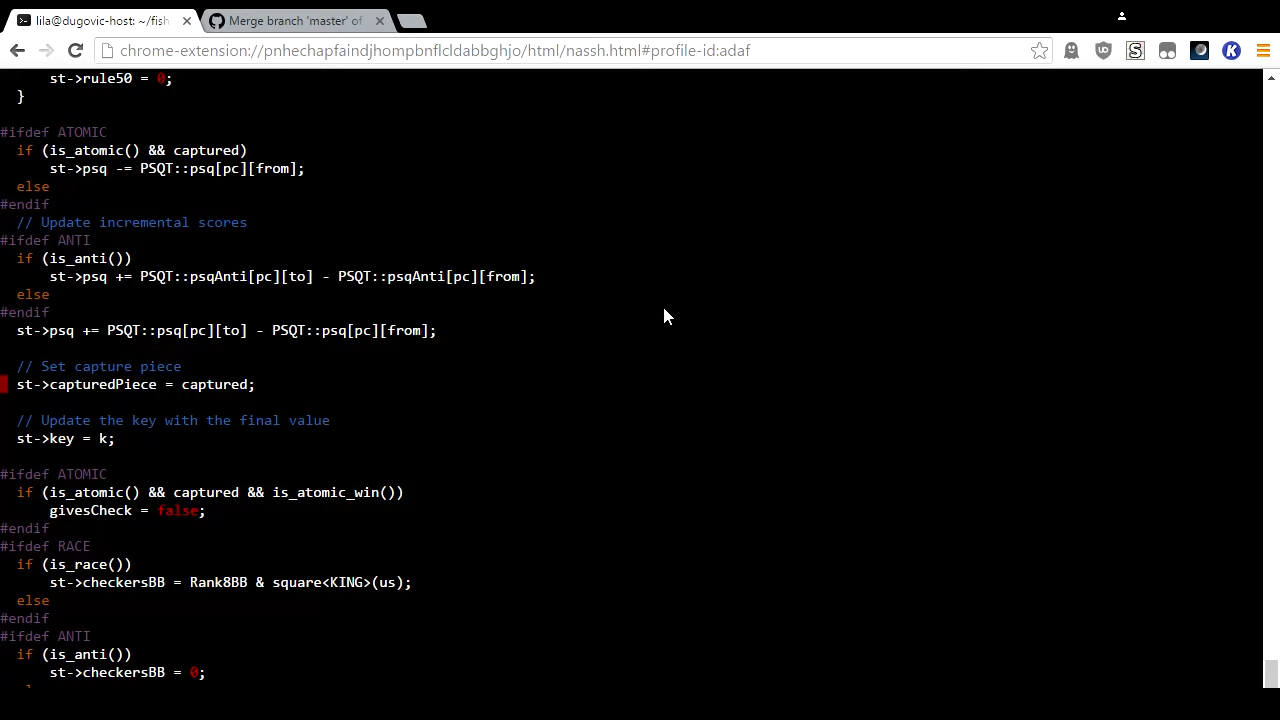 lila@dugovic-host: ~/fish
Merge branch 'master' of
chrome-extension://pnhechapfaindjhompbnflcldabbghjo/html/nassh.html#profile-id:adaf
st->rule50 = 0;
}
#ifdef ATOMIC
if (is_atomic() && captured)
st->psq -= PSQT::psq[pc][from];
else
#endif
// Update incremental scores
#ifdef ANTI
if (is_anti())
st->psq += PSQT::psqAnti[pc][to] - PSQT::psqAnti[pc][from];
else
#endif
st->psq += PSQT::psq[pc][to] - PSQT::psq[pc][from];
// Set capture piece
st->capturedPiece = captured;
// Update the key with the final value
st->key = k;
#ifdef ATOMIC
if (is_atomic() && captured && is_atomic_win())
givesCheck = false;
#endif
#ifdef RACE
if (is_race())
st->checkersBB = Rank8BB & square<KING>(us);
else
#endif
#ifdef ANTI
if (is_anti())
st->checkersBB = 0;